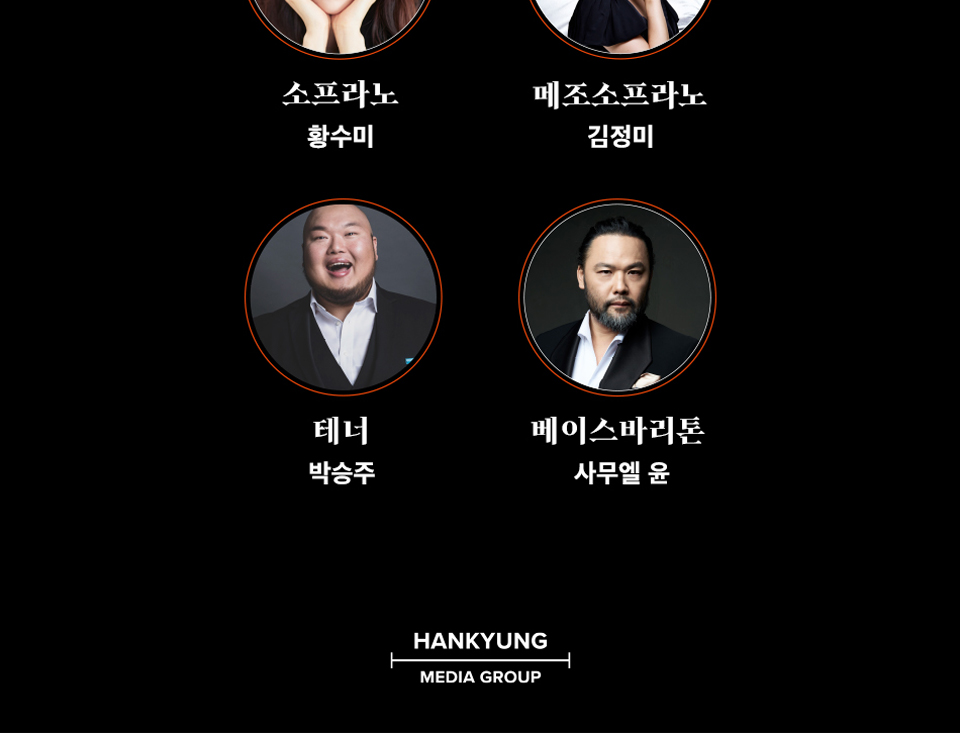 소프라노
메조소프라노
황수미
김정미
테너
베이스바리톤
박승주
사무엘 윤
HANKYUNG
MEDIA GROUP